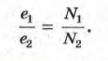 e₁/e₂ = N₁/N₂.